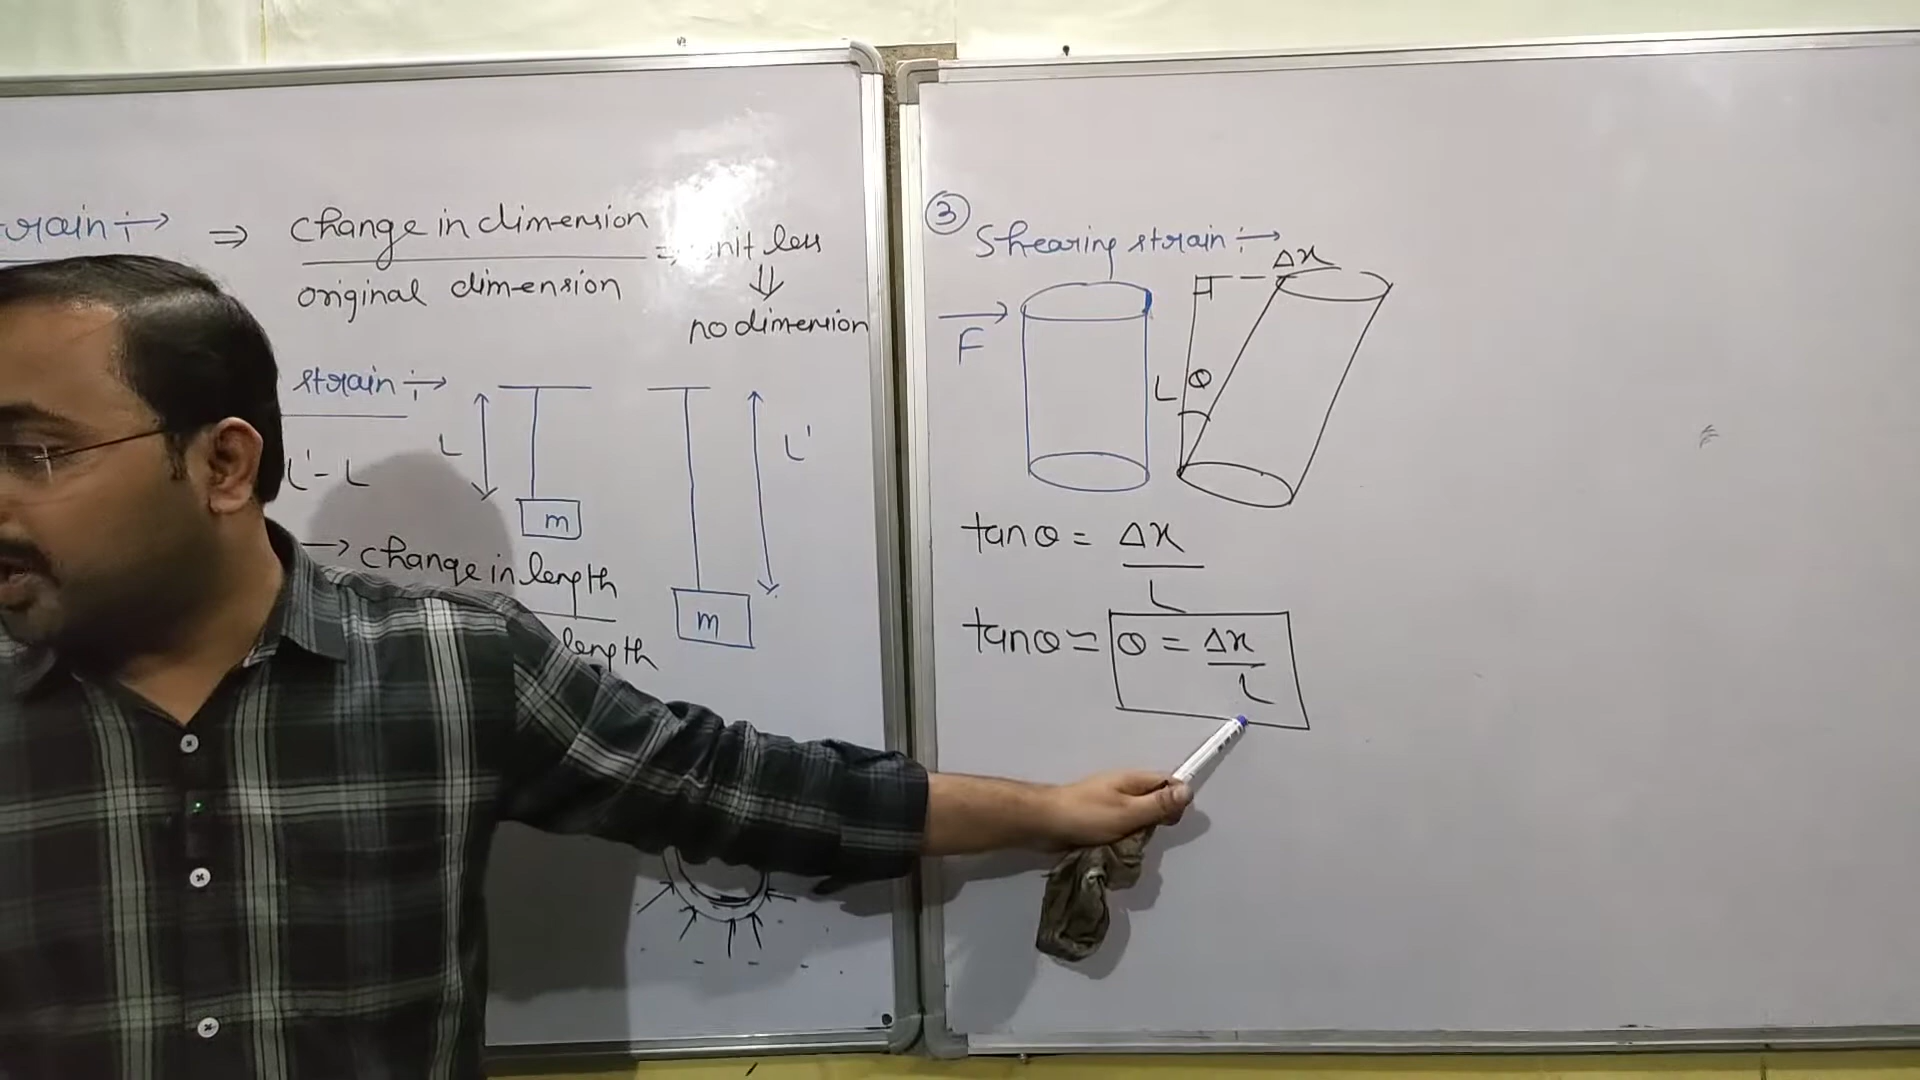 ⇒ change in dimension = unit less
original dimension
⇓
no dimension
strain :→
L
L'
L' - L
m
→ change in length
length
m
③ Shearing strain :→
Δx
F
L
θ
tanθ = Δx
L
tanθ ≃ θ = Δx
L